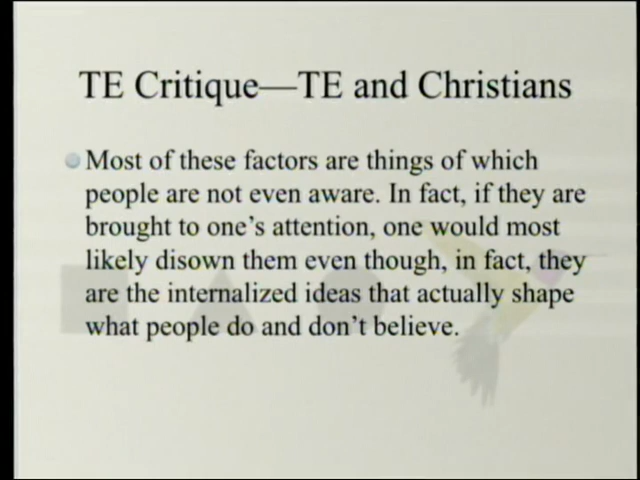 TE Critique—TE and Christians
Most of these factors are things of which
people are not even aware. In fact, if they are
brought to one's attention, one would most
likely disown them even though, in fact, they
are the internalized ideas that actually shape
what people do and don't believe.